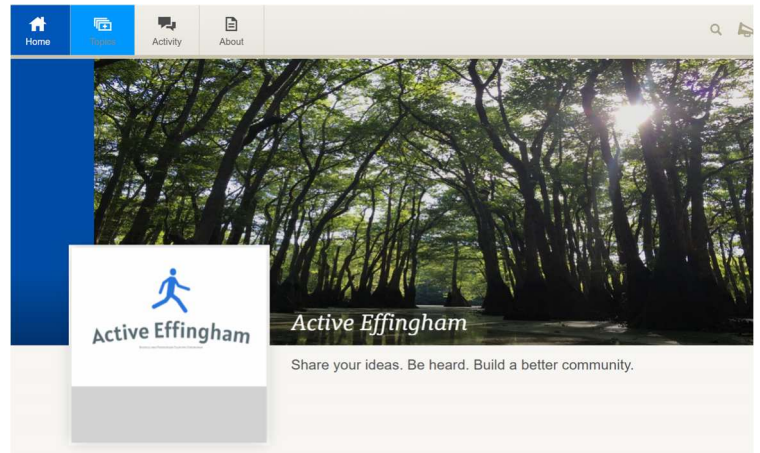 Home
Topics
Activity
About
Active Effingham
Active Effingham
Share your ideas. Be heard. Build a better community.